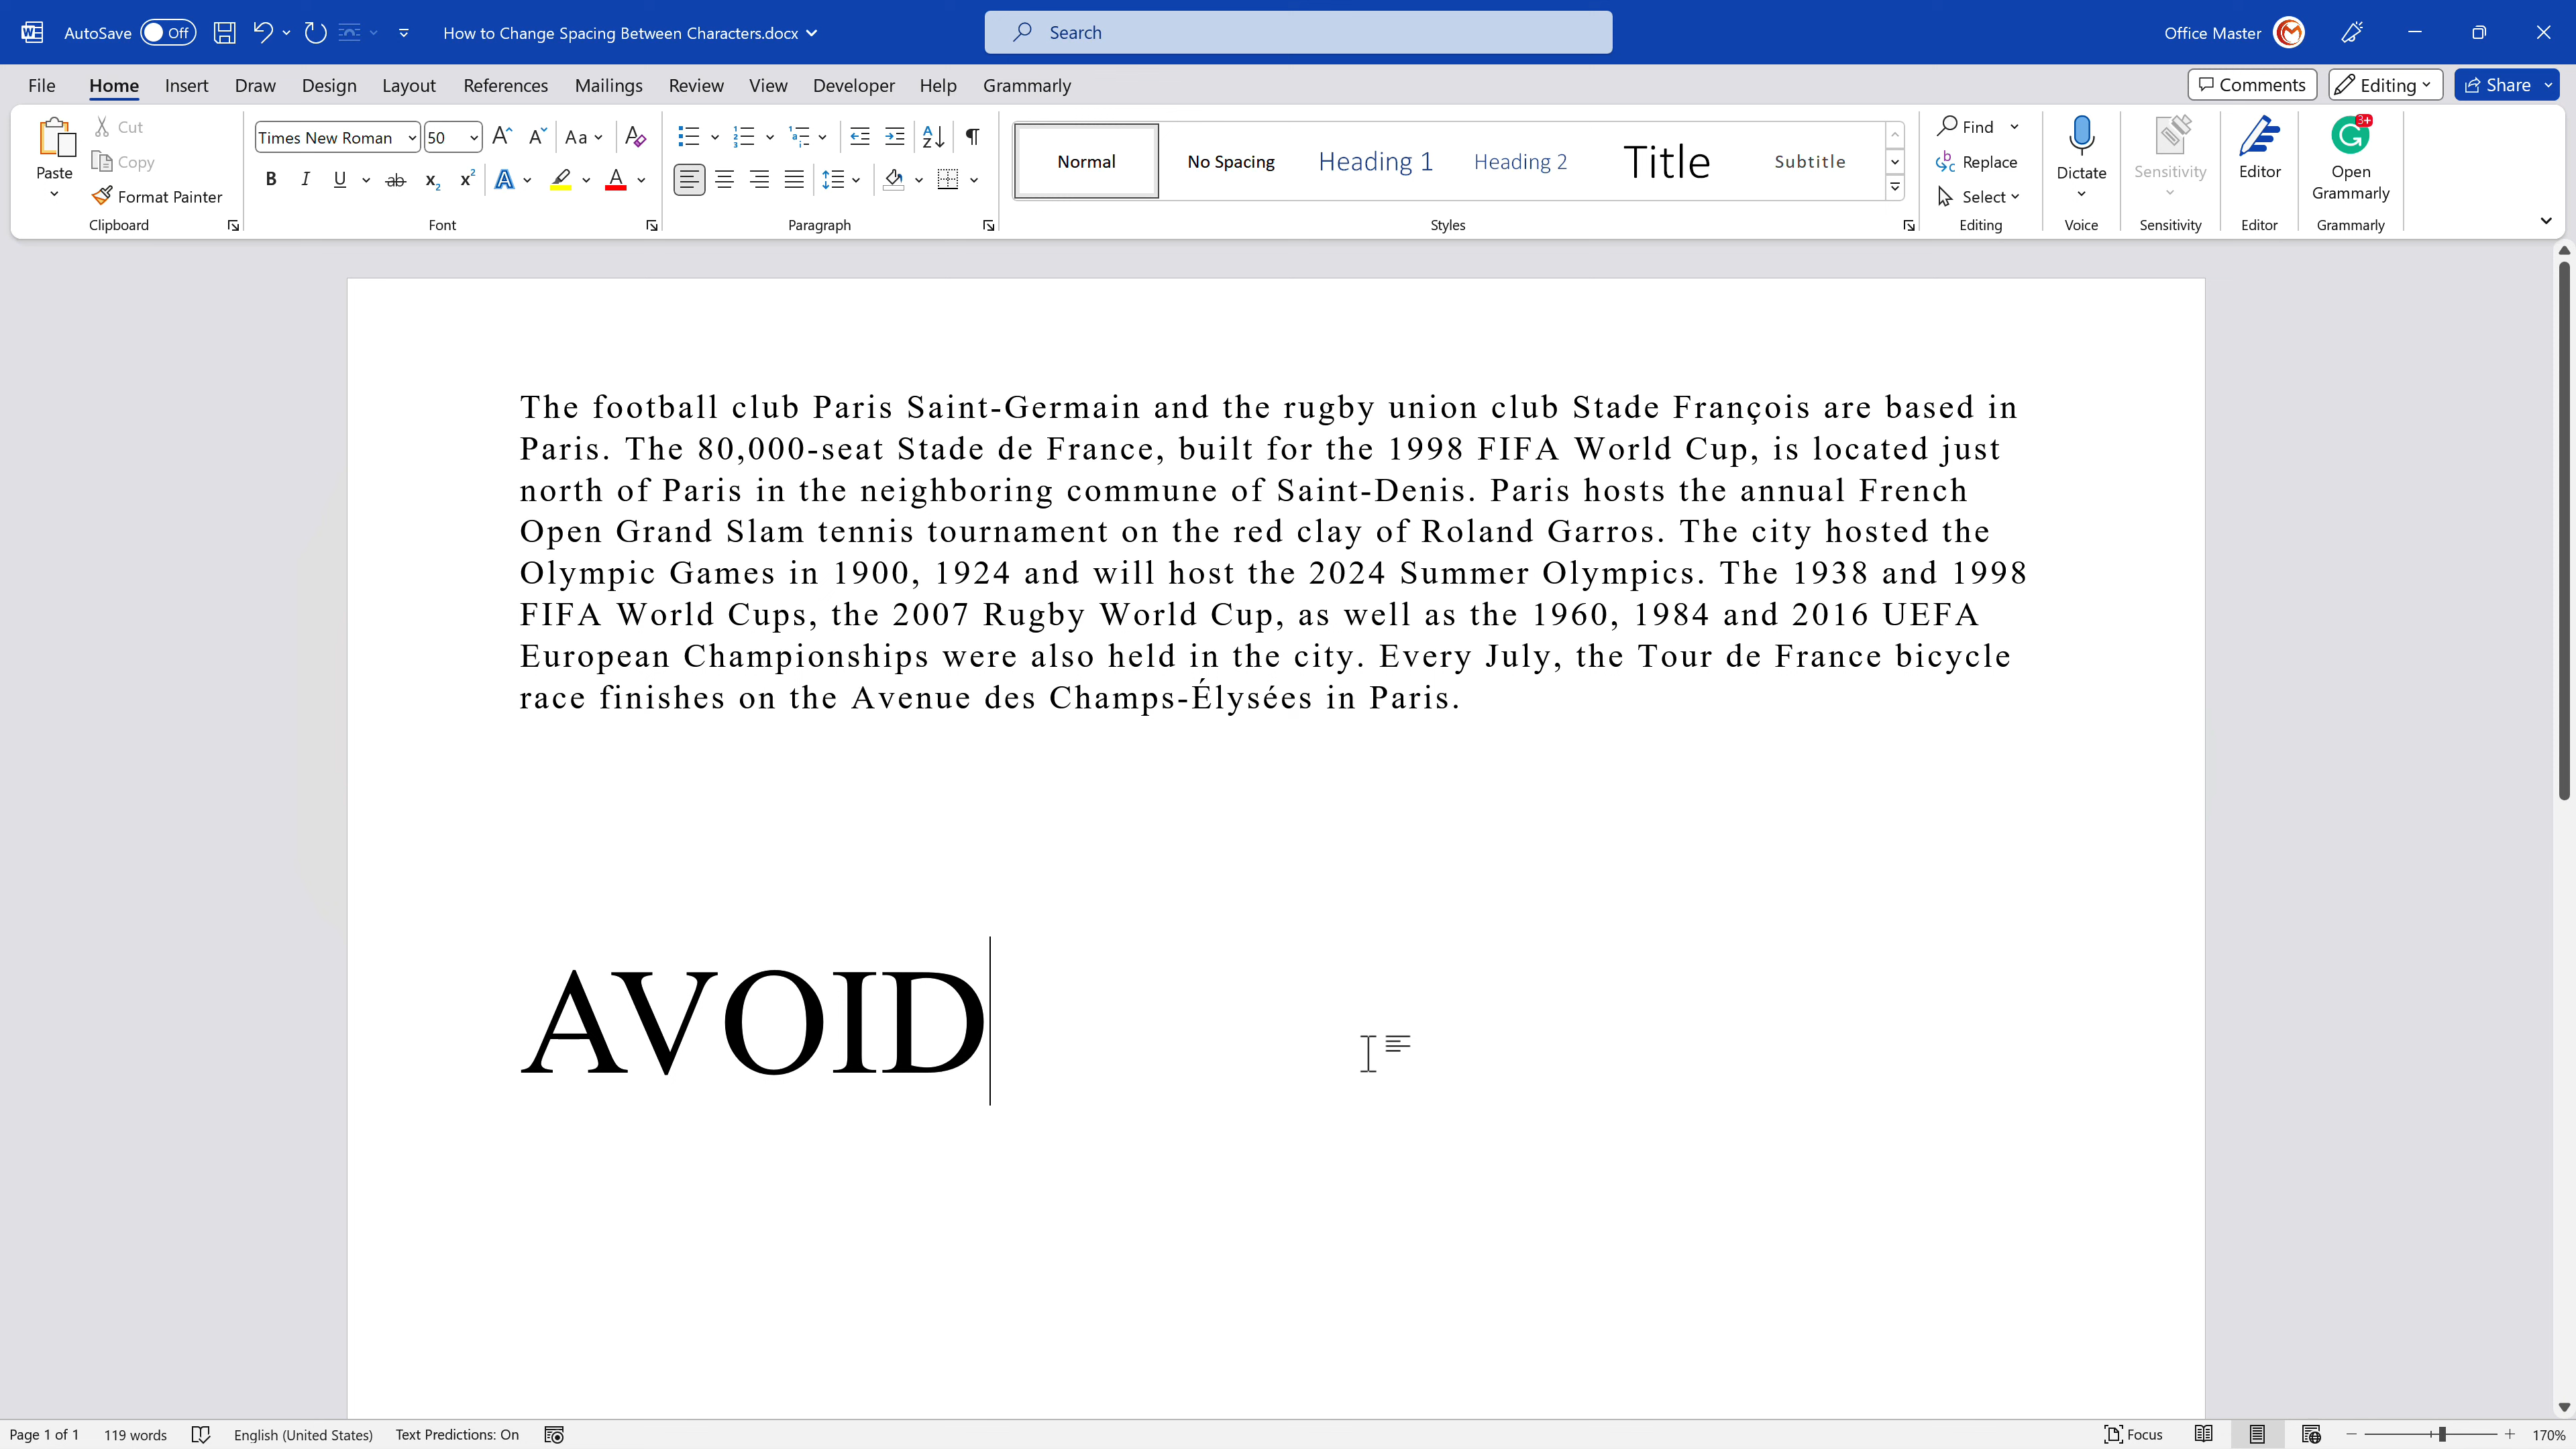 AutoSave Off How to Change Spacing Between Characters.docx Search Office Master
File Home Insert Draw Design Layout References Mailings Review View Developer Help Grammarly Comments Editing Share
Paste
Cut
Copy
Format Painter
Clipboard
Times New Roman 50 Aa
B I U ab x₂ x² A A
Font
Paragraph
Normal No Spacing Heading 1 Heading 2 Title Subtitle
Styles
Find
Replace
Select
Editing
Dictate
Voice
Sensitivity
Sensitivity
Editor
Editor
3+
Open
Grammarly
Grammarly
The football club Paris Saint-Germain and the rugby union club Stade François are based in
Paris. The 80,000-seat Stade de France, built for the 1998 FIFA World Cup, is located just
north of Paris in the neighboring commune of Saint-Denis. Paris hosts the annual French
Open Grand Slam tennis tournament on the red clay of Roland Garros. The city hosted the
Olympic Games in 1900, 1924 and will host the 2024 Summer Olympics. The 1938 and 1998
FIFA World Cups, the 2007 Rugby World Cup, as well as the 1960, 1984 and 2016 UEFA
European Championships were also held in the city. Every July, the Tour de France bicycle
race finishes on the Avenue des Champs-Élysées in Paris.
AVOID
Page 1 of 1 119 words English (United States) Text Predictions: On Focus 170%